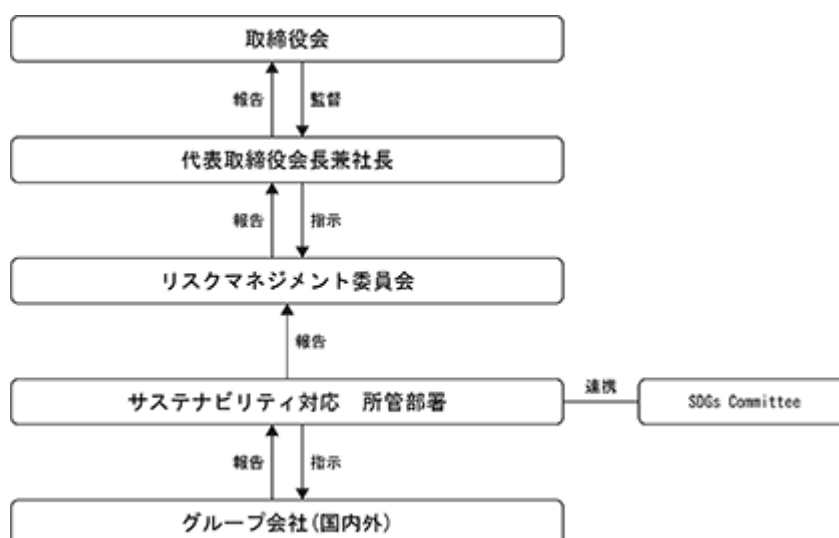 取締役会
報告 監督
代表取締役会長兼社長
報告 指示
リスクマネジメント委員会
報告
サステナビリティ対応　所管部署 連携 SDGs Committee
報告 指示
グループ会社(国内外)